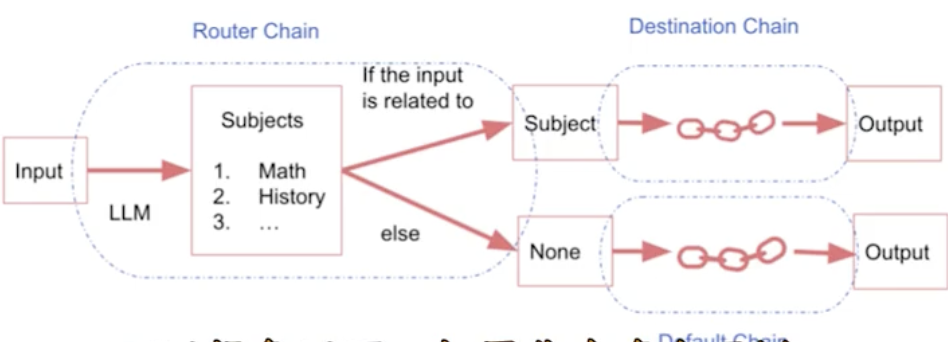 Router Chain
Destination Chain
If the input
is related to
Subjects
Subject
Output
Input
1. Math
2. History
3. ...
LLM
else
None
Output
Default Chain